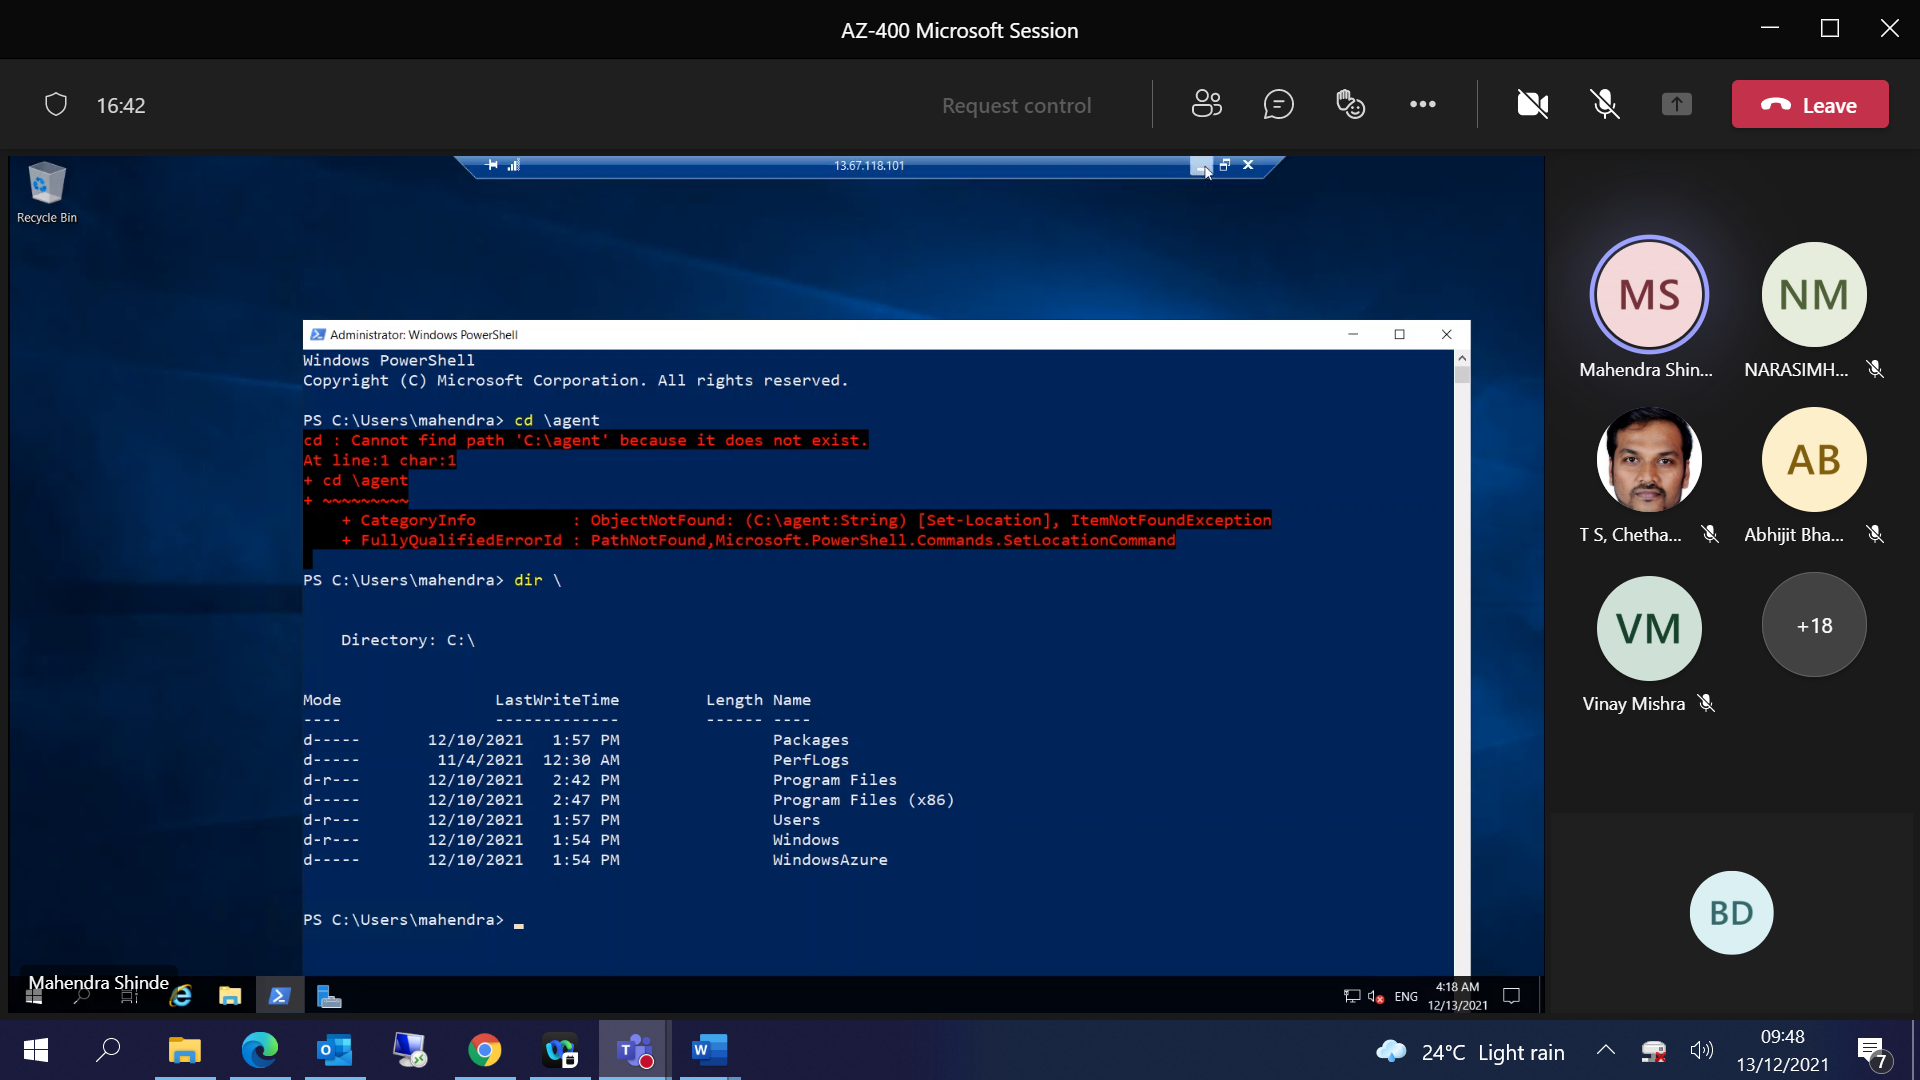 AZ-400 Microsoft Session
16:42
Request control
Leave
13.67.118.101
Recycle Bin
Administrator: Windows PowerShell
Windows PowerShell
Copyright (C) Microsoft Corporation. All rights reserved.
PS C:\Users\mahendra> cd \agent
cd : Cannot find path 'C:\agent' because it does not exist.
At line:1 char:1
+ cd \agent
+ ~~~~~~~~~
    + CategoryInfo          : ObjectNotFound: (C:\agent:String) [Set-Location], ItemNotFoundException
    + FullyQualifiedErrorId : PathNotFound,Microsoft.PowerShell.Commands.SetLocationCommand
PS C:\Users\mahendra> dir \
    Directory: C:\
Mode                LastWriteTime         Length Name
----                -------------         ------ ----
d-----       12/10/2021   1:57 PM                Packages
d-----        11/4/2021  12:30 AM                PerfLogs
d-r---       12/10/2021   2:42 PM                Program Files
d-----       12/10/2021   2:47 PM                Program Files (x86)
d-r---       12/10/2021   1:57 PM                Users
d-----       12/10/2021   1:54 PM                Windows
d-----       12/10/2021   1:54 PM                WindowsAzure
PS C:\Users\mahendra>
Mahendra Shinde
ENG
4:18 AM
12/13/2021
MS
NM
Mahendra Shin...
NARASIMH...
AB
T S, Chetha...
Abhijit Bha...
VM
+18
Vinay Mishra
BD
24°C Light rain
09:48
13/12/2021
7